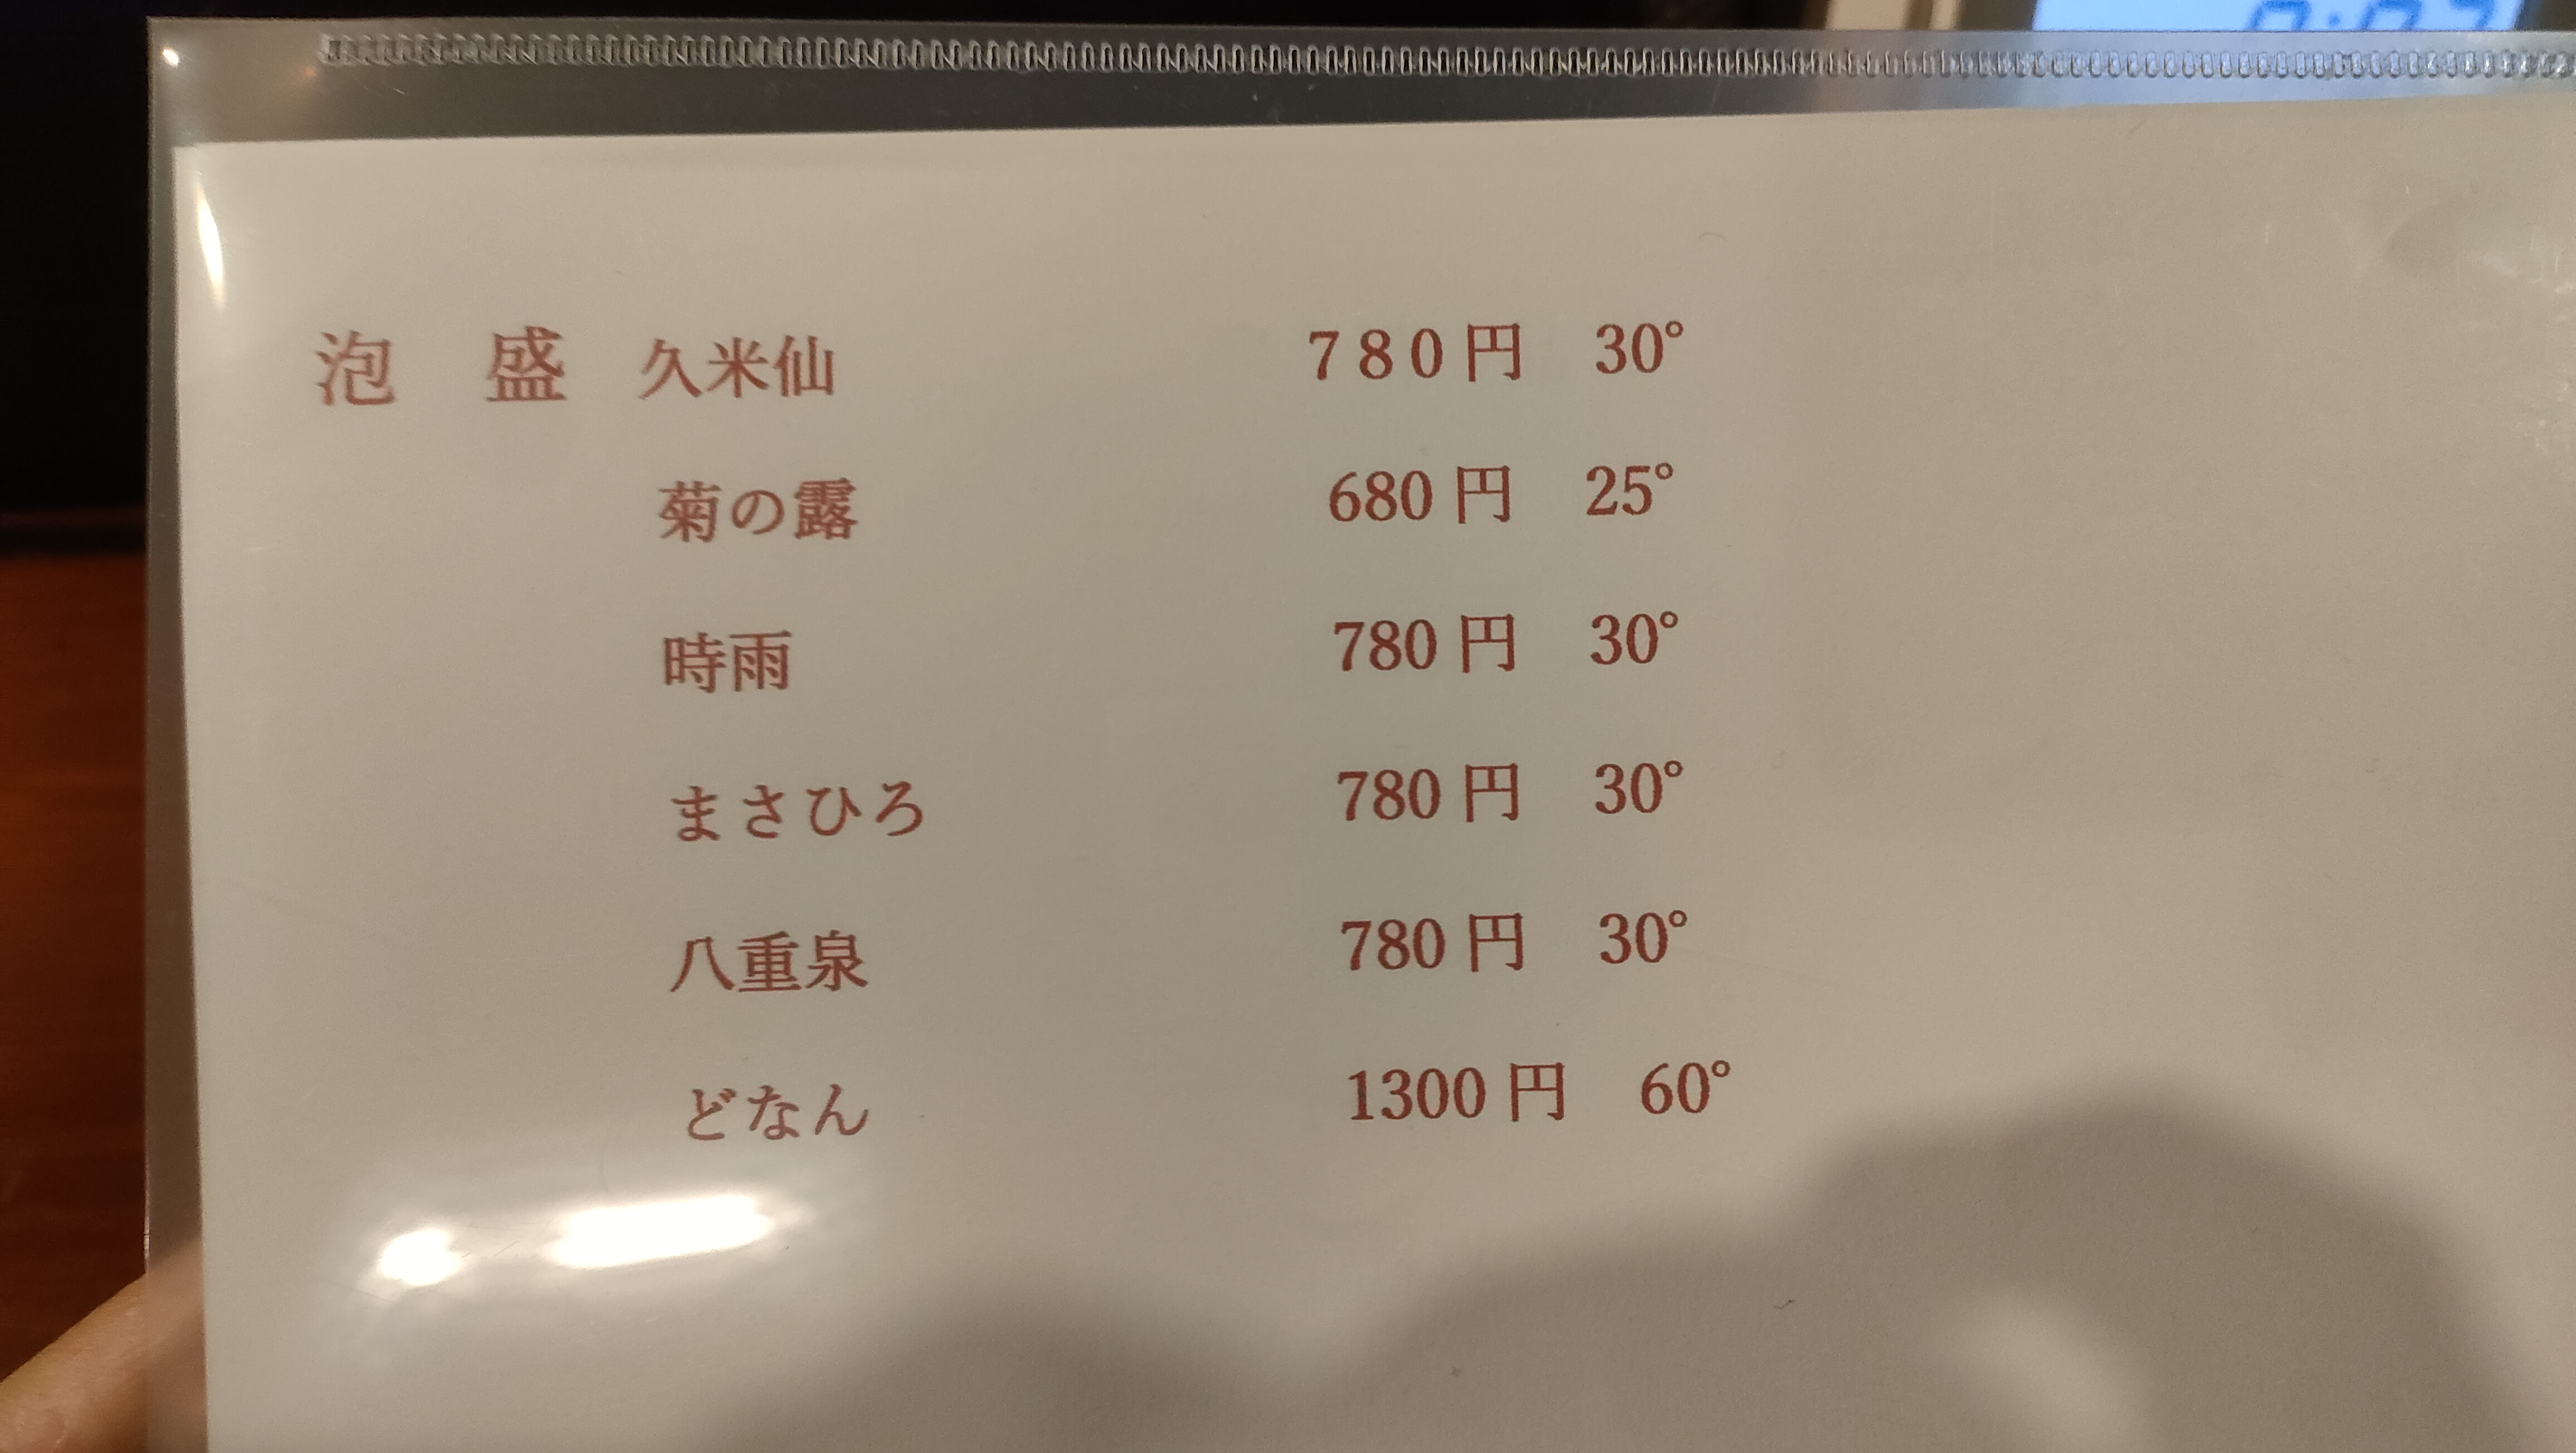 泡 盛 久米仙 780円 30°
菊の露 680円 25°
時雨 780円 30°
まさひろ 780円 30°
八重泉 780円 30°
どなん 1300円 60°